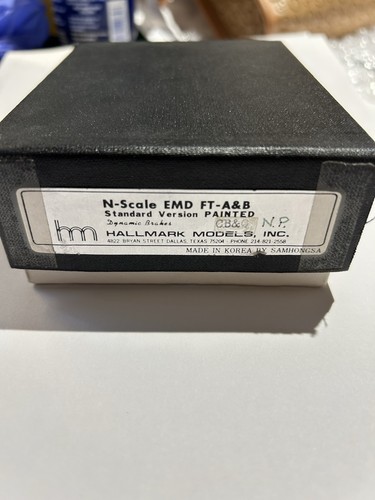 N-Scale EMD FT-A&B
Standard Version PAINTED
Dynamic Brakes CB&Q N.P.
hm HALLMARK MODELS, INC.
4822 BRYAN STREET DALLAS, TEXAS 75204 · PHONE 214-821-2558
MADE IN KOREA BY SAMHONGSA